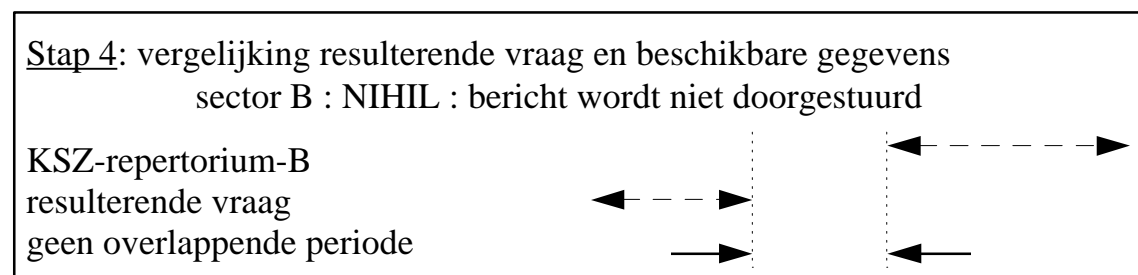 Stap 4: vergelijking resulterende vraag en beschikbare gegevens
sector B : NIHIL : bericht wordt niet doorgestuurd
KSZ-repertorium-B
resulterende vraag
geen overlappende periode